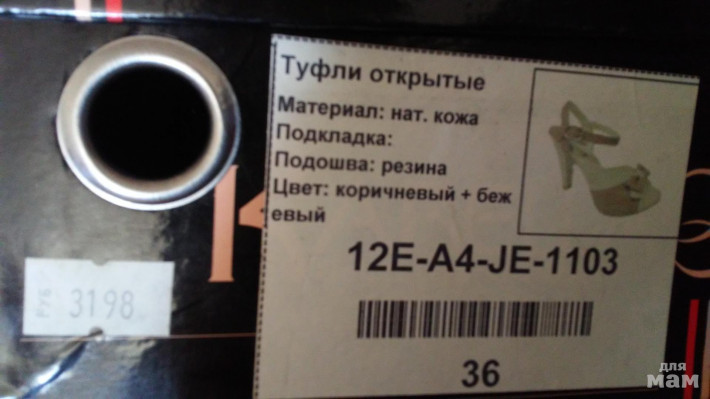 Туфли открытые
Материал: нат. кожа
Подкладка:
Подошва: резина
Цвет: коричневый + беж
евый
12E-A4-JE-1103
36
РУБ 3198
для
мам